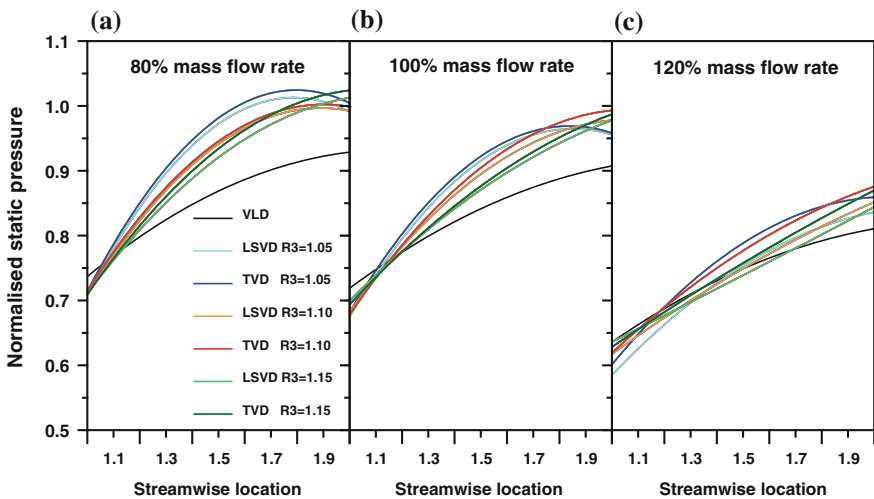 (a)
(b)
(c)
80% mass flow rate
100% mass flow rate
120% mass flow rate
Normalised static pressure
1.1
1.0
0.9
0.8
0.7
0.6
0.5
VLD
LSVD R3=1.05
TVD R3=1.05
LSVD R3=1.10
TVD R3=1.10
LSVD R3=1.15
TVD R3=1.15
1.1 1.3 1.5 1.7 1.9
1.1 1.3 1.5 1.7 1.9
1.1 1.3 1.5 1.7 1.9
Streamwise location
Streamwise location
Streamwise location